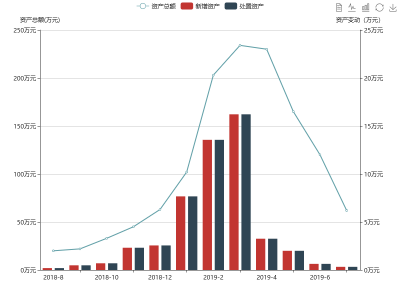 资产总额 新增资产 处置资产
资产总额(万元) 资产变动 (万元)
250万元 25万元
200万元 20万元
150万元 15万元
100万元 10万元
50万元 5万元
0万元 0万元
2018-8 2018-10 2018-12 2019-2 2019-4 2019-6